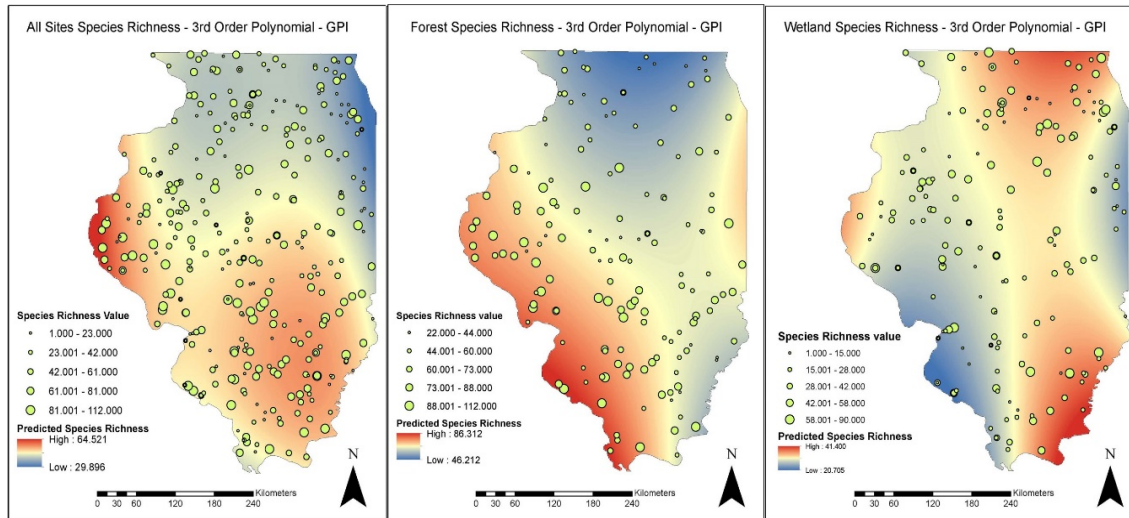 All Sites Species Richness - 3rd Order Polynomial - GPI
Species Richness Value
1.000 - 23.000
23.001 - 42.000
42.001 - 61.000
61.001 - 81.000
81.001 - 112.000
Predicted Species Richness
High : 64.521
Low : 29.896
N
Kilometers
0 15 30 60 120 180 240
Forest Species Richness - 3rd Order Polynomial - GPI
Species Richness value
22.000 - 44.000
44.001 - 60.000
60.001 - 73.000
73.001 - 88.000
88.001 - 112.000
Predicted Species Richness
High : 86.312
Low : 46.212
N
Kilometers
0 15 30 60 120 180 240
Wetland Species Richness - 3rd Order Polynomial - GPI
Species Richness value
1.000 - 15.000
15.001 - 28.000
28.001 - 42.000
42.001 - 58.000
58.001 - 90.000
Predicted Species Richness
High : 41.400
Low : 20.705
N
Kilometers
0 15 30 60 120 180 240